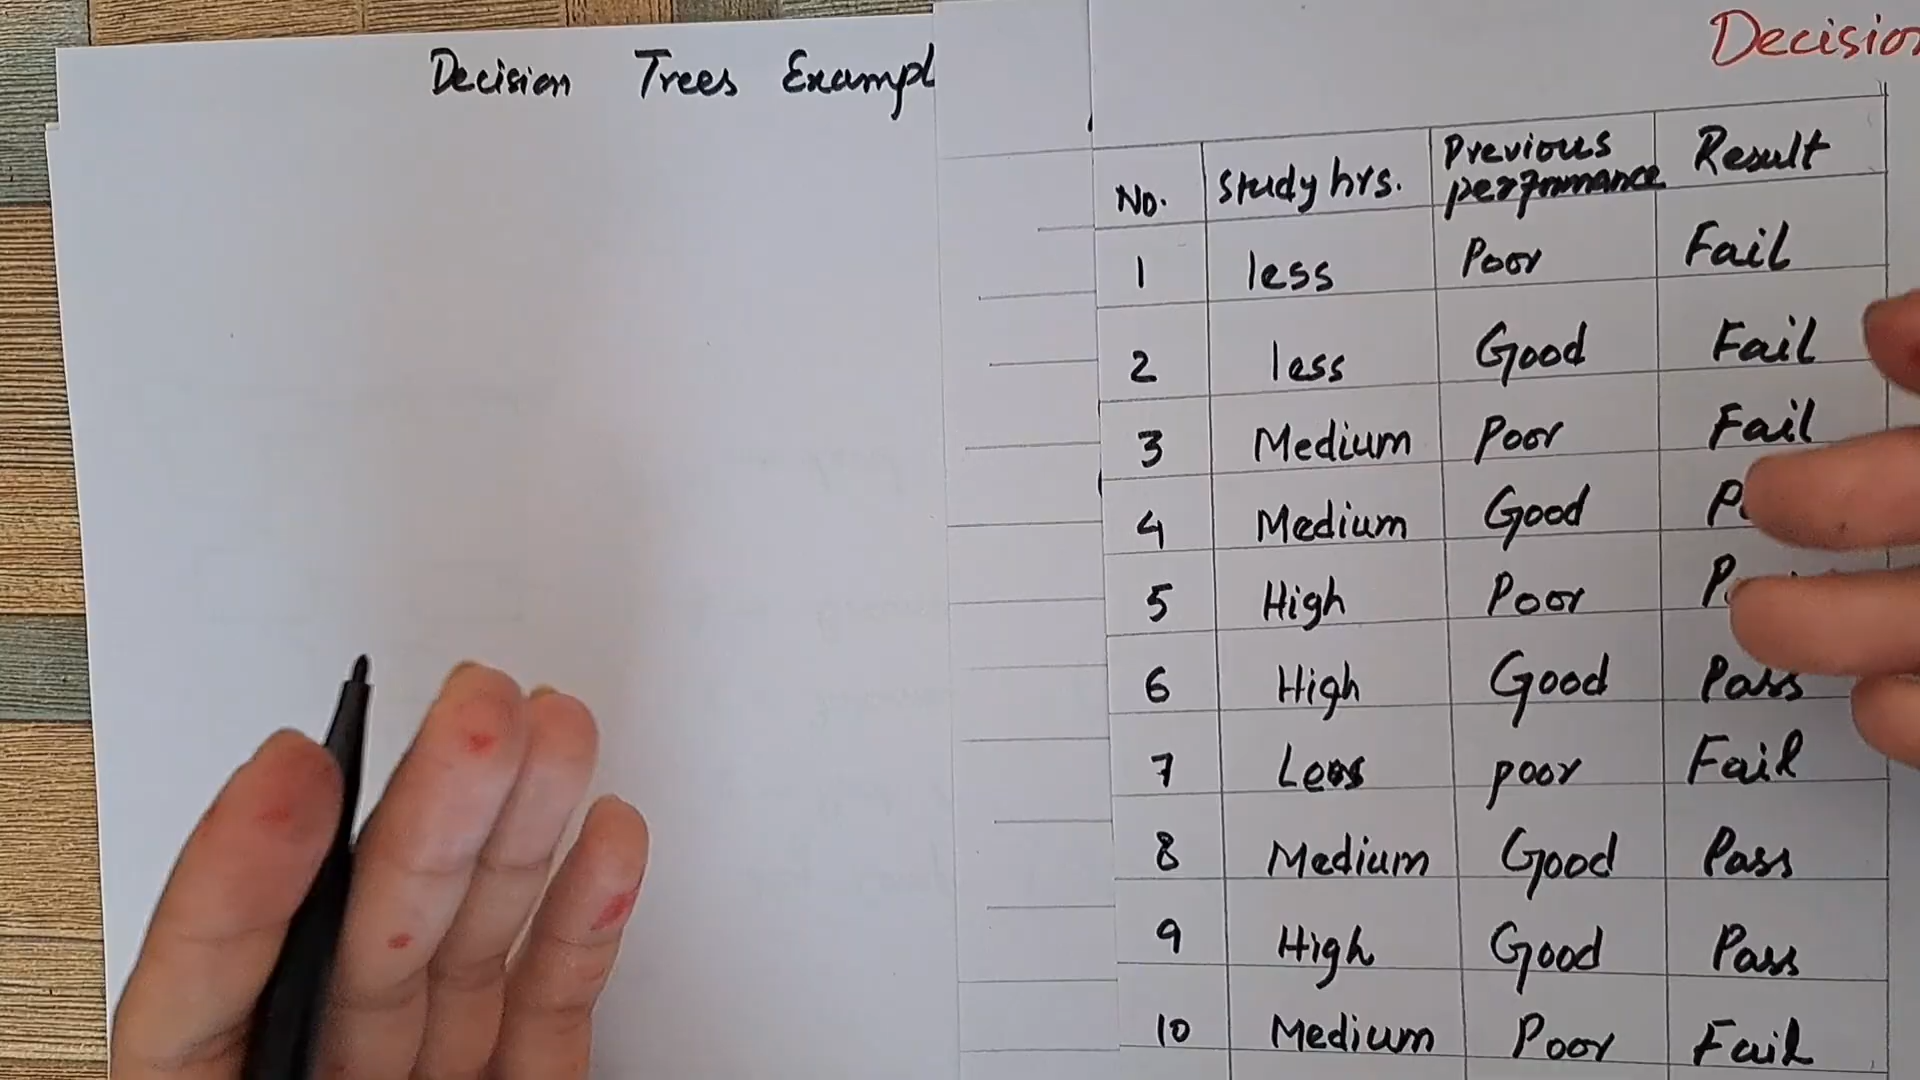 Decision Trees Exampl
Decision
No. Study hrs. Previous performance Result
1 less Poor Fail
2 less Good Fail
3 Medium Poor Fail
4 Medium Good
5 High Poor
6 High Good Pass
7 Less poor Fail
8 Medium Good Pass
9 High Good Pass
10 Medium Poor Fail